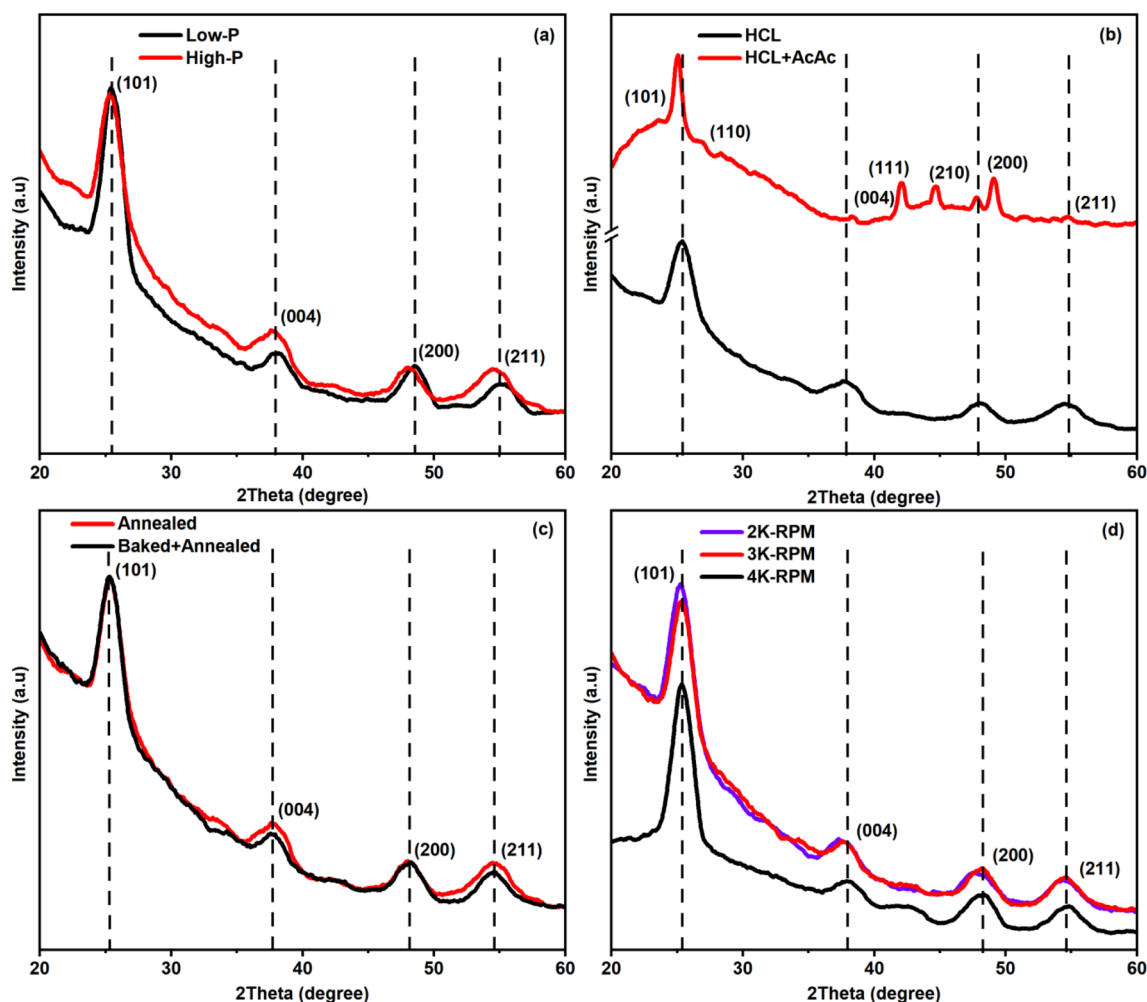 Low-P
(a)
High-P
(101)
(004)
(200)
(211)
Intensity (a.u)
20 30 40 50 60
2Theta (degree)
HCL
(b)
HCL+AcAc
(101)
(110)
(111)
(210)
(200)
(004)
(211)
Intensity (a.u)
20 30 40 50 60
2Theta (degree)
Annealed
(c)
Baked+Annealed
(101)
(004)
(200)
(211)
Intensity (a.u)
20 30 40 50 60
2Theta (degree)
2K-RPM
(d)
3K-RPM
(101)
4K-RPM
(004)
(200)
(211)
Intensity (a.u)
20 30 40 50 60
2Theta (degree)